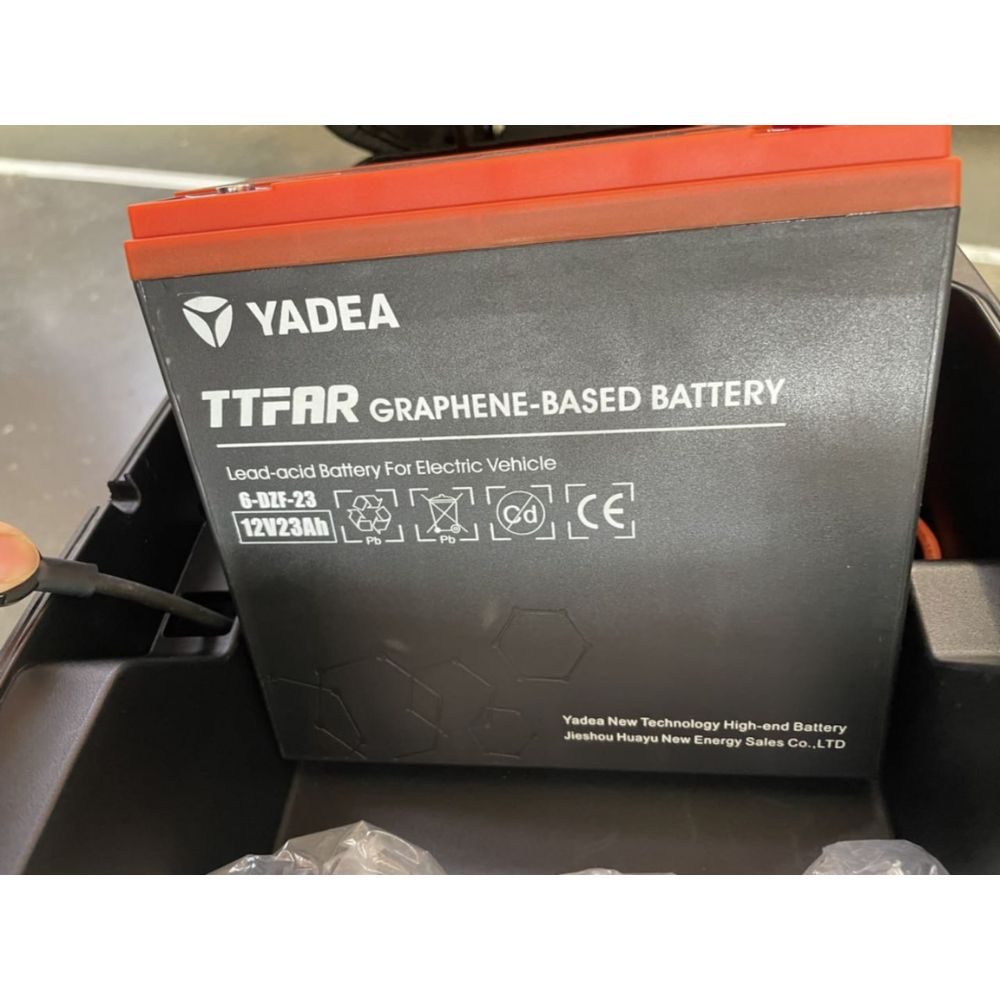 YADEA
TTFAR GRAPHENE-BASED BATTERY
Lead-acid Battery For Electric Vehicle
6-DZF-23
12V23Ah
Pb Pb Cd CE
Yadea New Technology High-end Battery
Jieshou Huayu New Energy Sales Co.,LTD